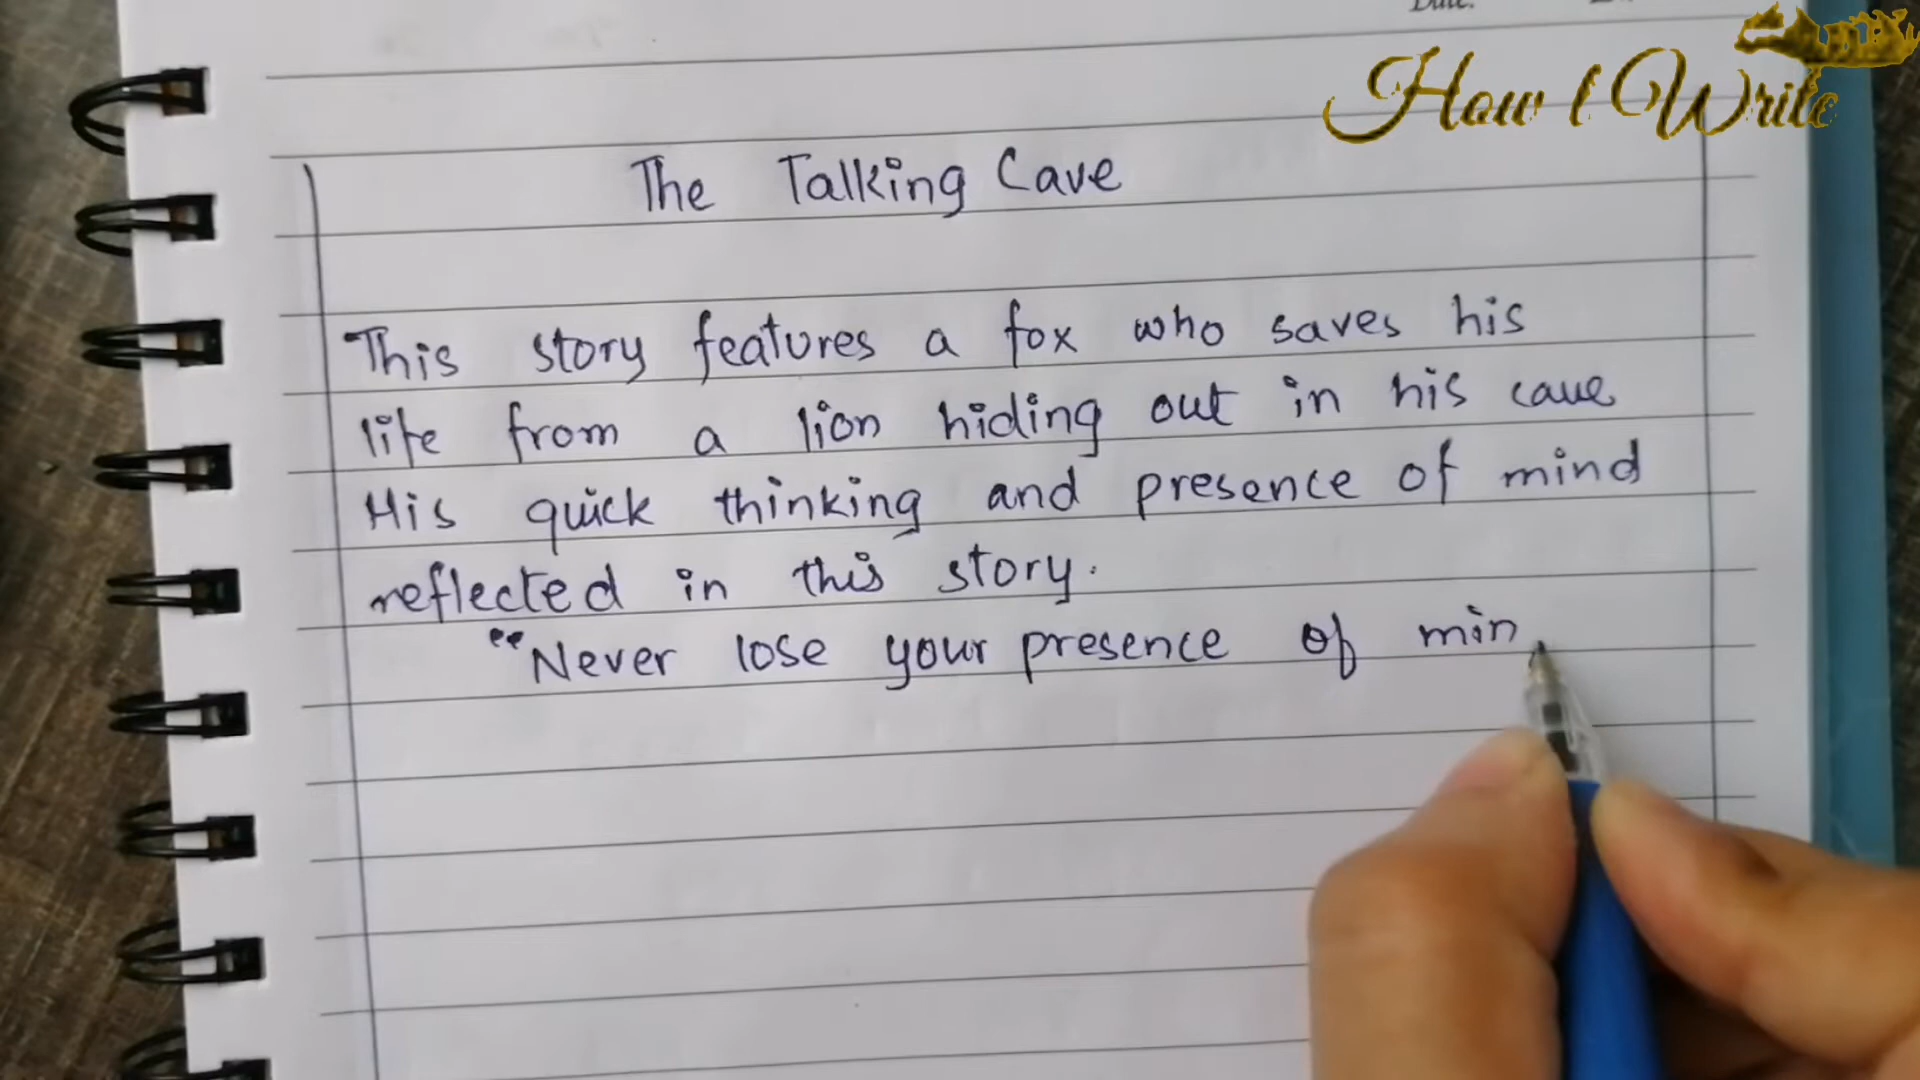 Date:
How I Write
The Talking Cave
This story features a fox who saves his
life from a lion hiding out in his cave
His quick thinking and presence of mind
reflected in this story.
"Never lose your presence of min